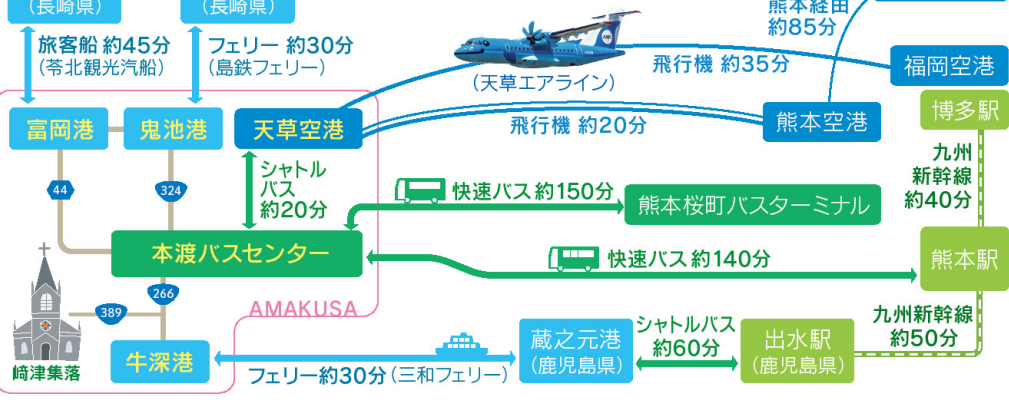 （長崎県）
（長崎県）
熊本経由
約85分
旅客船 約45分
（苓北観光汽船）
フェリー 約30分
（島鉄フェリー）
（天草エアライン）
飛行機 約35分
福岡空港
富岡港
鬼池港
天草空港
飛行機 約20分
熊本空港
博多駅
44
324
シャトル
バス
約20分
快速バス 約150分
熊本桜町バスターミナル
九州
新幹線
約40分
本渡バスセンター
快速バス 約140分
熊本駅
266
389
AMAKUSA
﨑津集落
牛深港
フェリー約30分（三和フェリー）
蔵之元港
（鹿児島県）
シャトルバス
約60分
出水駅
（鹿児島県）
九州新幹線
約50分